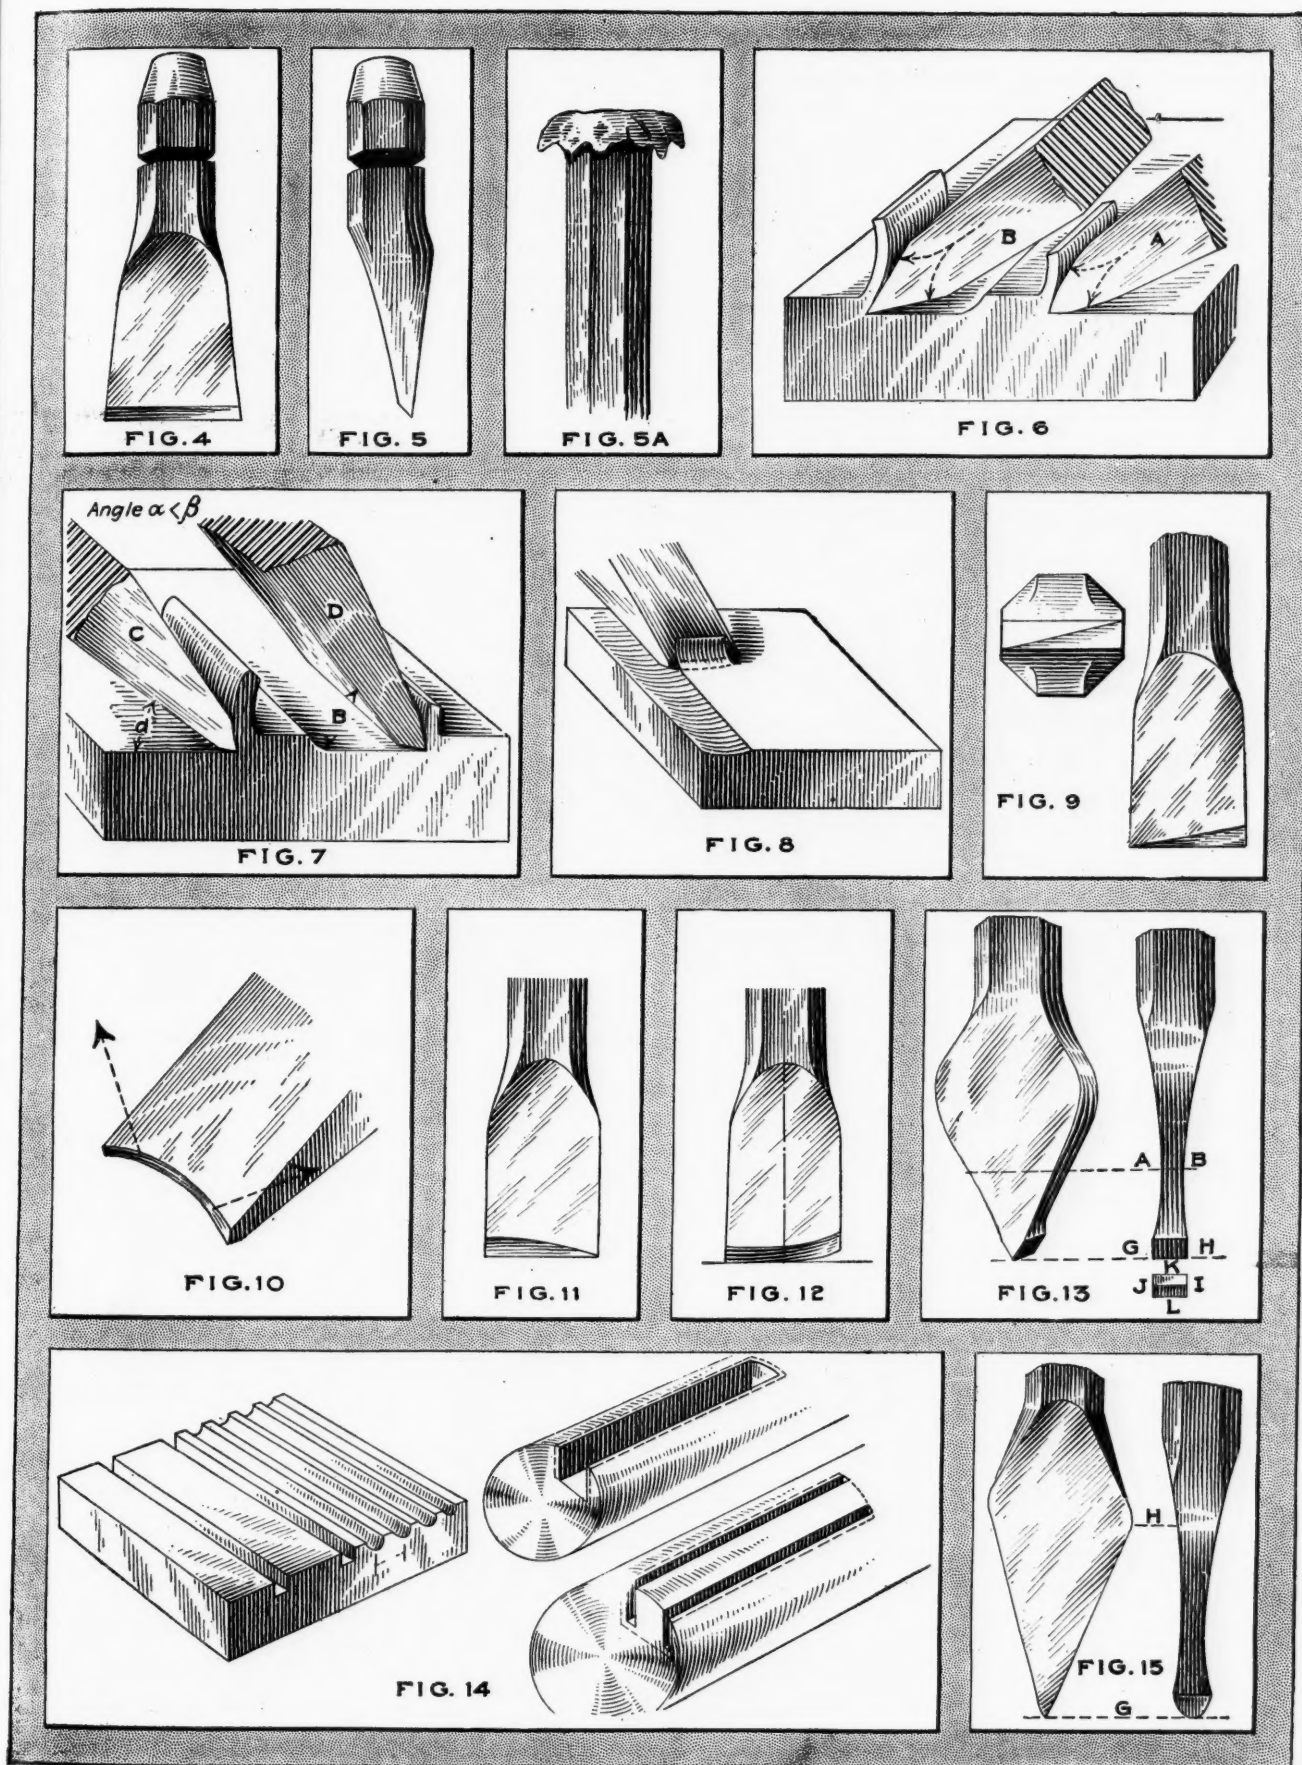 FIG. 4
FIG. 5
FIG. 5A
B
A
FIG. 6
Angle α < β
C
D
d
B
FIG. 7
FIG. 8
FIG. 9
FIG. 10
FIG. 11
FIG. 12
A B
G H
K
J I
L
FIG. 13
FIG. 14
H
FIG. 15
G